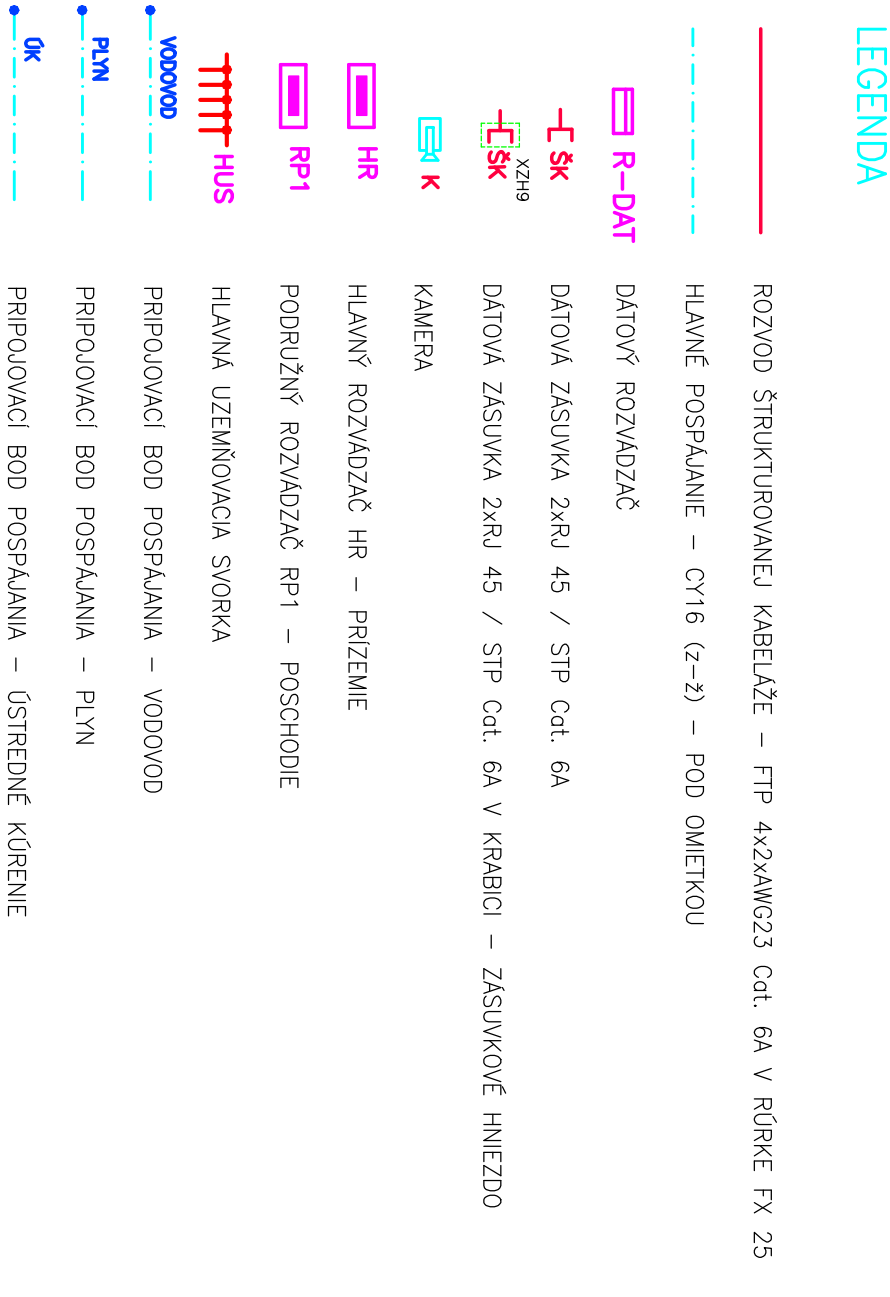 LEGENDA
ROZVOD ŠTRUKTUROVANEJ KABELÁŽE – FTP 4x2xAWG23 Cat. 6A V RÚRKE FX 25
HLAVNÉ POSPÁJANIE – CY16 (z–ž) – POD OMIETKOU
R–DAT DÁTOVÝ ROZVÁDZAČ
ŠK DÁTOVÁ ZÁSUVKA 2xRJ 45 / STP Cat. 6A
XZH9
ŠK DÁTOVÁ ZÁSUVKA 2xRJ 45 / STP Cat. 6A V KRABICI – ZÁSUVKOVÉ HNIEZDO
K KAMERA
HR HLAVNÝ ROZVÁDZAČ HR – PRÍZEMIE
RP1 PODRUŽNÝ ROZVÁDZAČ RP1 – POSCHODIE
HUS HLAVNÁ UZEMŇOVACIA SVORKA
VODOVOD PRIPOJOVACÍ BOD POSPÁJANIA – VODOVOD
PLYN PRIPOJOVACÍ BOD POSPÁJANIA – PLYN
ÚK PRIPOJOVACÍ BOD POSPÁJANIA – ÚSTREDNÉ KÚRENIE